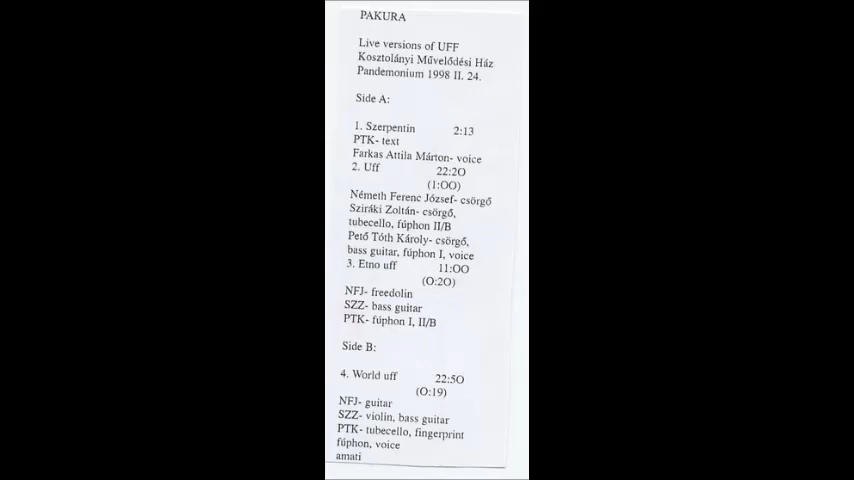 PAKURA
Live versions of UFF
Kosztolányi Művelődési Ház
Pandemonium 1998 II. 24.
Side A:
1. Szerpentin 2:13
PTK- text
Farkas Attila Márton- voice
2. Uff 22:2O
(1:OO)
Németh Ferenc József- csörgő
Sziráki Zoltán- csörgő,
tubecello, fúphon II/B
Pető Tóth Károly- csörgő,
bass guitar, fúphon I, voice
3. Etno uff 11:OO
(O:2O)
NFJ- freedolin
SZZ- bass guitar
PTK- fúphon I, II/B
Side B:
4. World uff 22:5O
(O:19)
NFJ- guitar
SZZ- violin, bass guitar
PTK- tubecello, fingerprint
fúphon, voice
amati